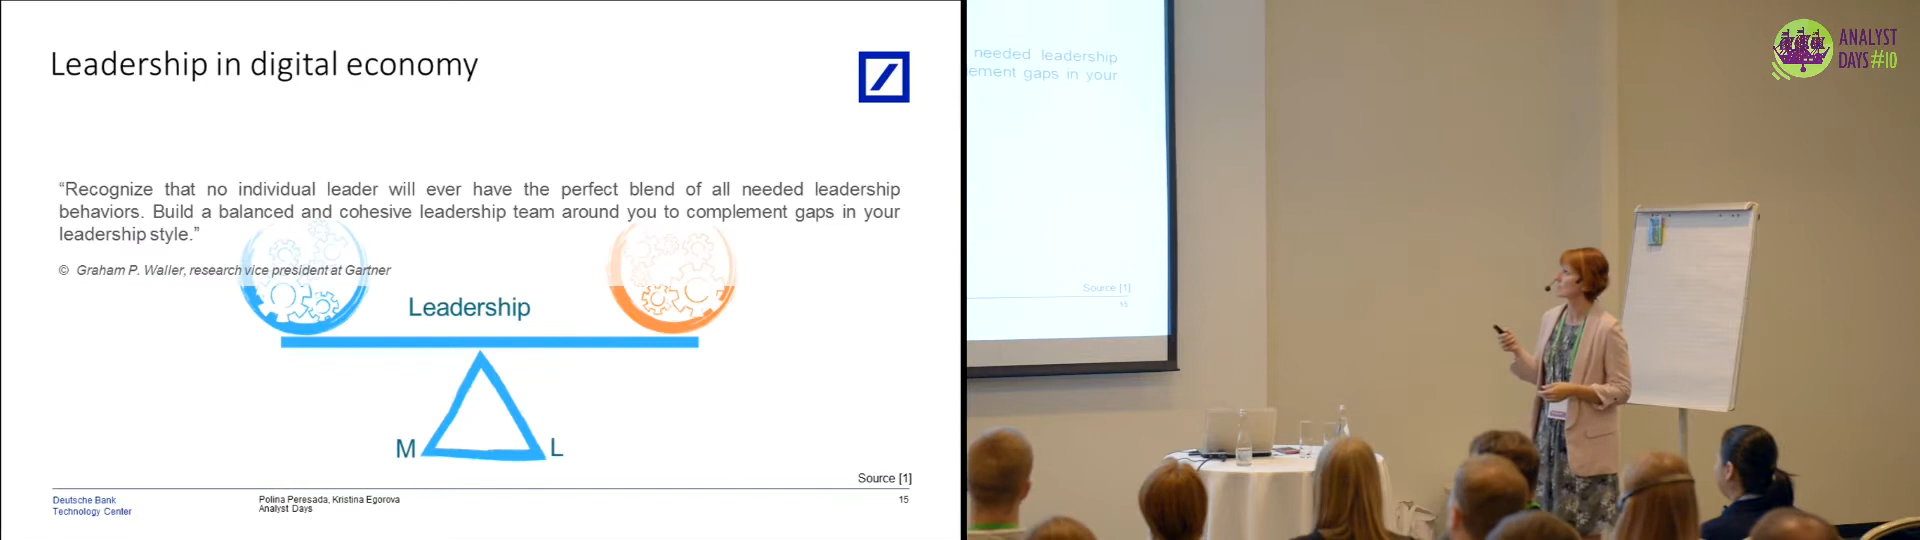 Leadership in digital economy
“Recognize that no individual leader will ever have the perfect blend of all needed leadership
behaviors. Build a balanced and cohesive leadership team around you to complement gaps in your
leadership style.”
© Graham P. Waller, research vice president at Gartner
Leadership
M
L
Source [1]
Deutsche Bank
Technology Center
Polina Peresada, Kristina Egorova
Analyst Days
15
needed leadership
ement gaps in your
Source [1]
15
ANALYST
DAYS #10